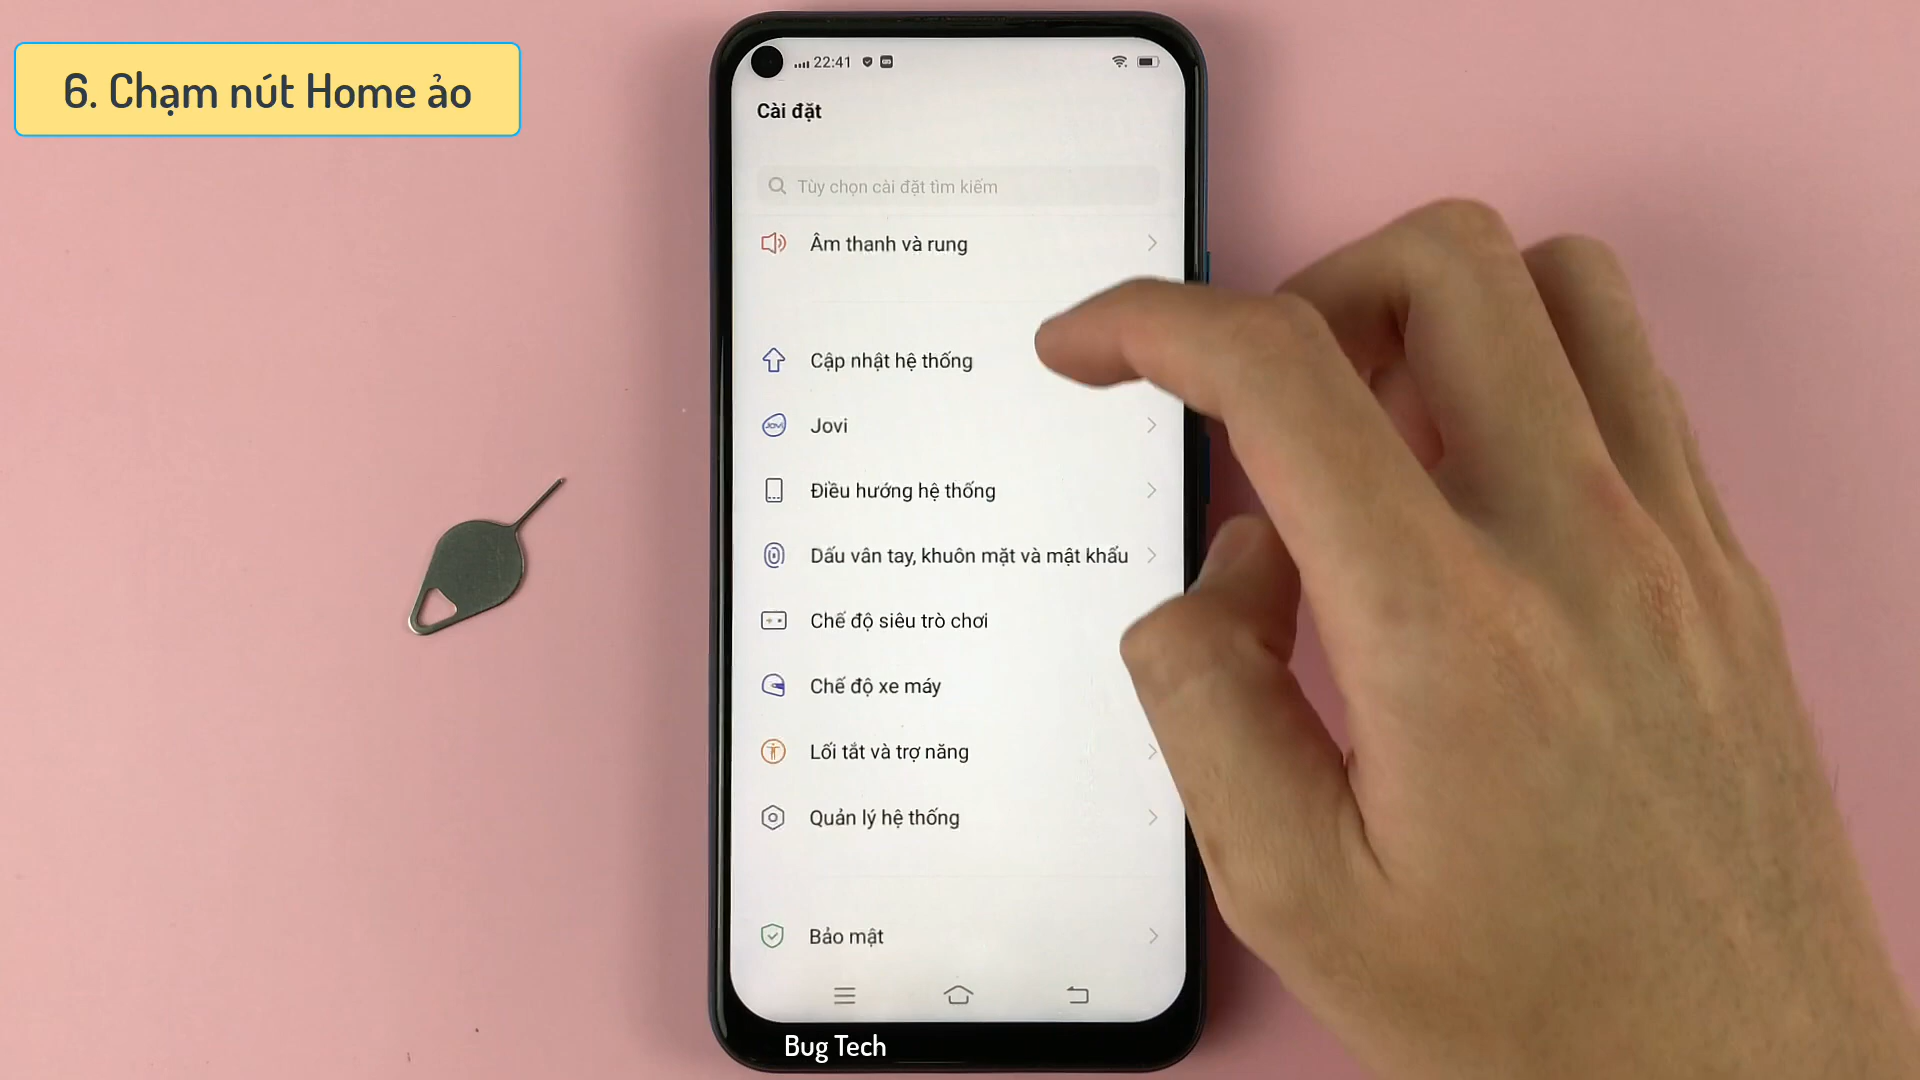 6. Chạm nút Home ảo
22:41
Cài đặt
Tùy chọn cài đặt tìm kiếm
Âm thanh và rung
Cập nhật hệ thống
Jovi
Điều hướng hệ thống
Dấu vân tay, khuôn mặt và mật khẩu
Chế độ siêu trò chơi
Chế độ xe máy
Lối tắt và trợ năng
Quản lý hệ thống
Bảo mật
Bug Tech